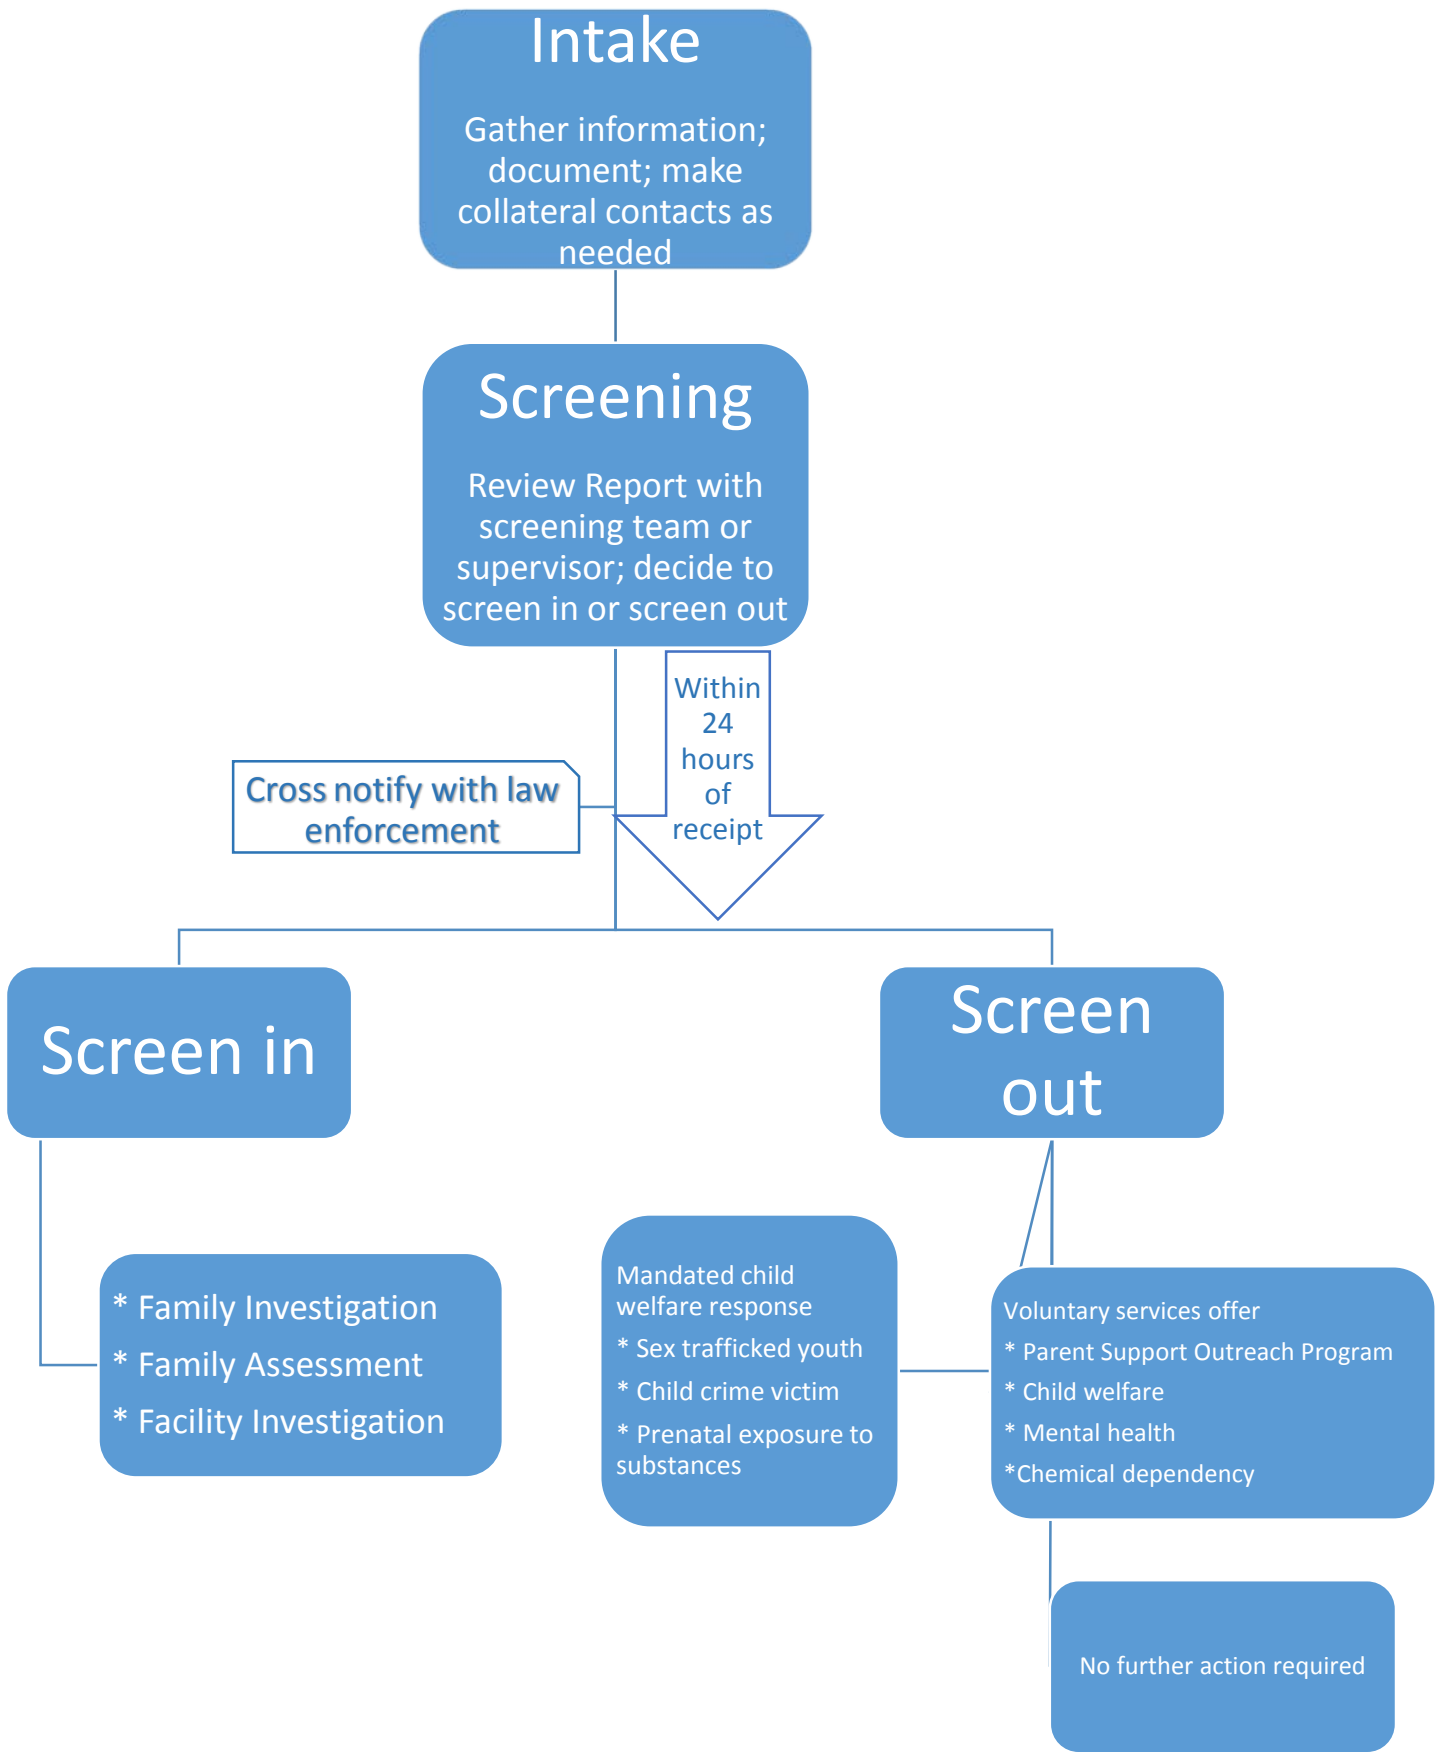 Intake
Gather information;
document; make
collateral contacts as
needed
Screening
Review Report with
screening team or
supervisor; decide to
screen in or screen out
Within
24
hours
of
receipt
Cross notify with law
enforcement
Screen in
Screen
out
* Family Investigation
* Family Assessment
* Facility Investigation
Mandated child
welfare response
* Sex trafficked youth
* Child crime victim
* Prenatal exposure to
substances
Voluntary services offer
* Parent Support Outreach Program
* Child welfare
* Mental health
*Chemical dependency
No further action required